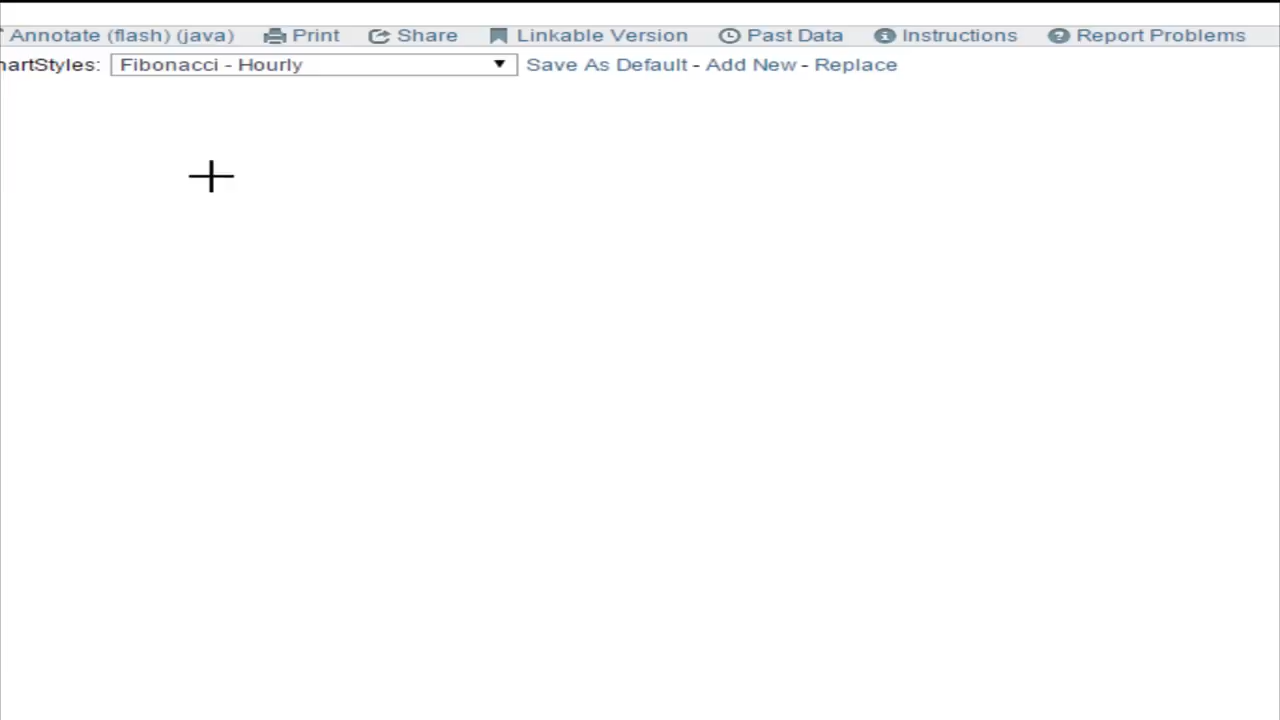 Annotate (flash) (java) Print Share Linkable Version Past Data Instructions Report Problems
hartStyles: Fibonacci - Hourly Save As Default - Add New - Replace